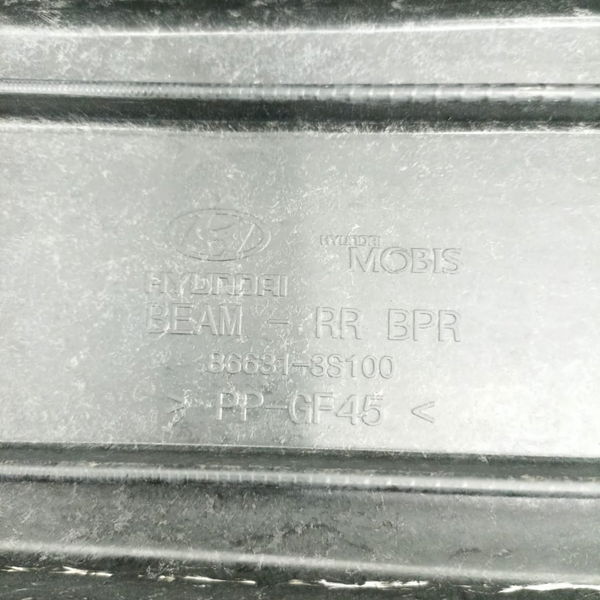 HYUNDAI
HYUNDAI
MOBIS
BEAM - RR BPR
86631-3S100
> PP-GF45 <